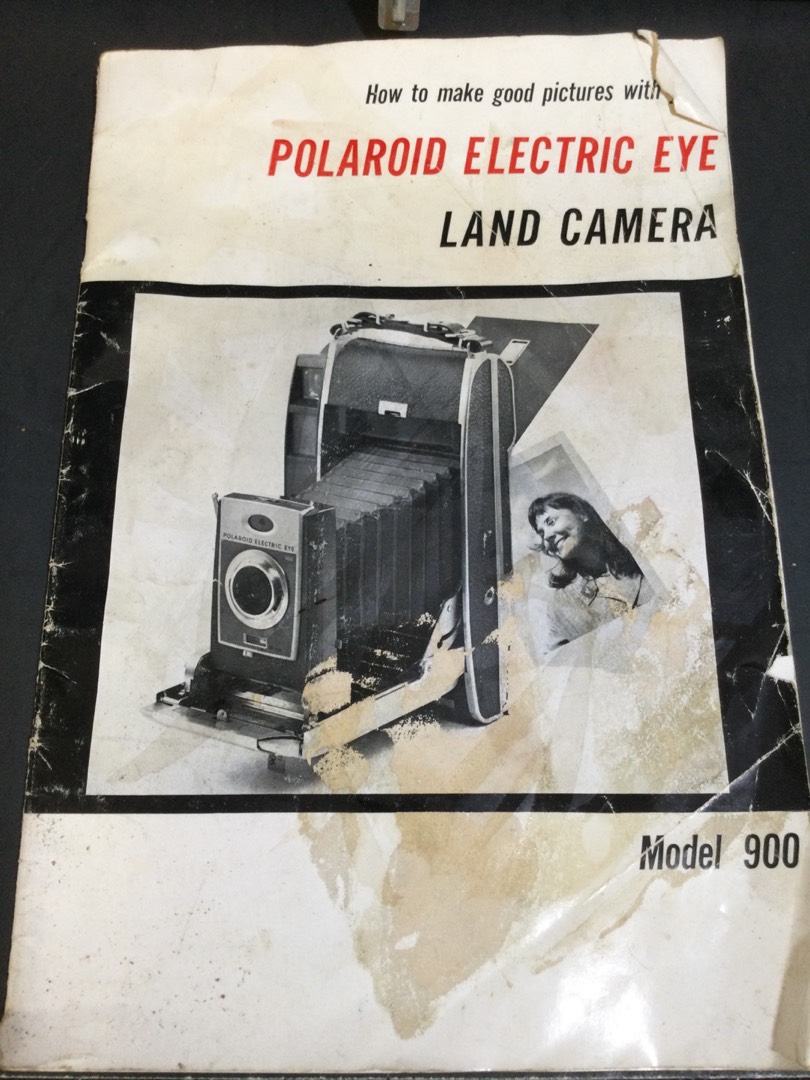 How to make good pictures with
POLAROID ELECTRIC EYE
LAND CAMERA
POLAROID ELECTRIC EYE
Model 900